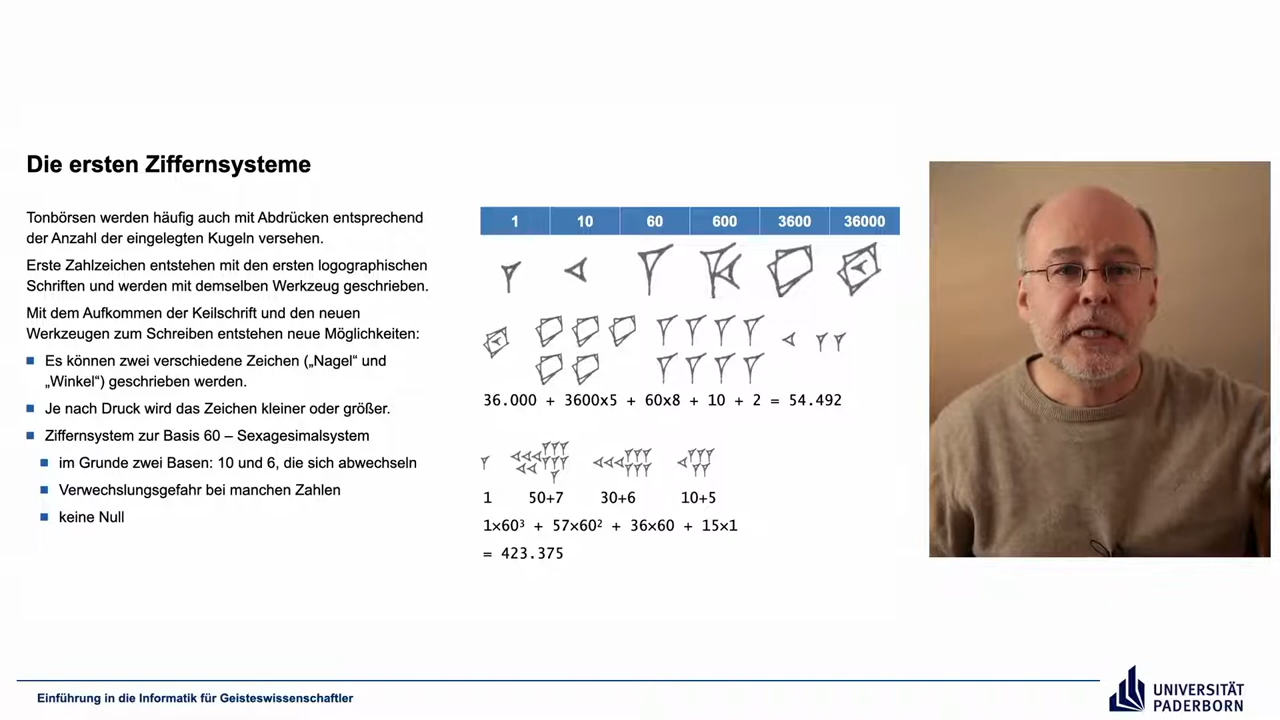 Die ersten Ziffernsysteme
Tonbörsen werden häufig auch mit Abdrücken entsprechend
der Anzahl der eingelegten Kugeln versehen.
Erste Zahlzeichen entstehen mit den ersten logographischen
Schriften und werden mit demselben Werkzeug geschrieben.
Mit dem Aufkommen der Keilschrift und den neuen
Werkzeugen zum Schreiben entstehen neue Möglichkeiten:
Es können zwei verschiedene Zeichen („Nagel“ und
„Winkel“) geschrieben werden.
Je nach Druck wird das Zeichen kleiner oder größer.
Ziffernsystem zur Basis 60 – Sexagesimalsystem
im Grunde zwei Basen: 10 und 6, die sich abwechseln
Verwechslungsgefahr bei manchen Zahlen
keine Null
1 10 60 600 3600 36000
36.000 + 3600x5 + 60x8 + 10 + 2 = 54.492
1 50+7 30+6 10+5
1×60³ + 57×60² + 36×60 + 15×1
= 423.375
Einführung in die Informatik für Geisteswissenschaftler
UNIVERSITÄT
PADERBORN